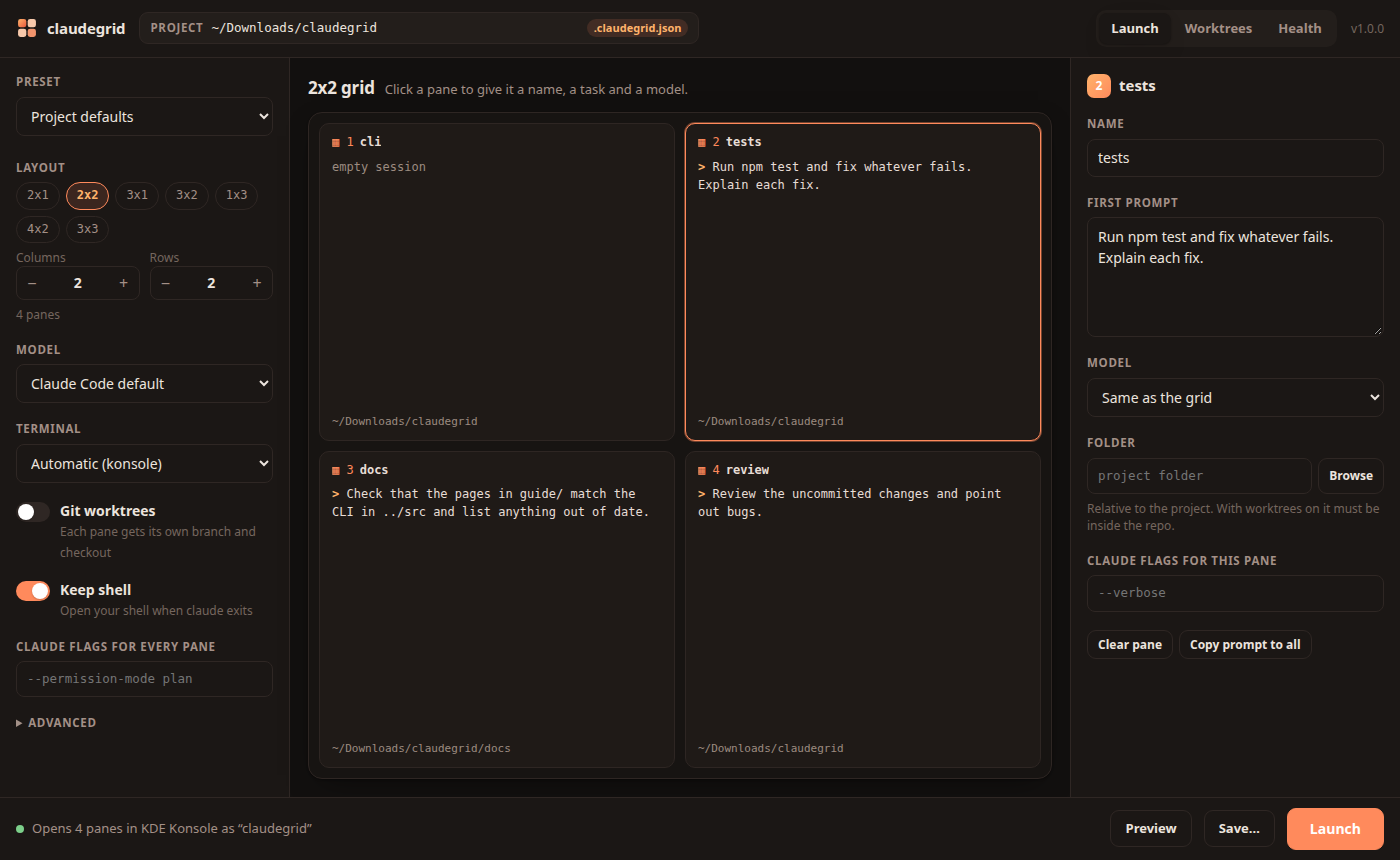 claudegrid
PROJECT ~/Downloads/claudegrid
.claudegrid.json
Launch
Worktrees
Health
v1.0.0
PRESET
Project defaults
LAYOUT
2x1
2x2
3x1
3x2
1x3
4x2
3x3
Columns
Rows
− 2 +
− 2 +
4 panes
MODEL
Claude Code default
TERMINAL
Automatic (konsole)
Git worktrees
Each pane gets its own branch and
checkout
Keep shell
Open your shell when claude exits
CLAUDE FLAGS FOR EVERY PANE
--permission-mode plan
ADVANCED
2x2 grid Click a pane to give it a name, a task and a model.
1 cli
empty session
~/Downloads/claudegrid
2 tests
> Run npm test and fix whatever fails.
Explain each fix.
~/Downloads/claudegrid
3 docs
> Check that the pages in guide/ match the
CLI in ../src and list anything out of date.
~/Downloads/claudegrid/docs
4 review
> Review the uncommitted changes and point
out bugs.
~/Downloads/claudegrid
2 tests
NAME
tests
FIRST PROMPT
Run npm test and fix whatever fails.
Explain each fix.
MODEL
Same as the grid
FOLDER
project folder
Browse
Relative to the project. With worktrees on it must be
inside the repo.
CLAUDE FLAGS FOR THIS PANE
--verbose
Clear pane
Copy prompt to all
Opens 4 panes in KDE Konsole as “claudegrid”
Preview
Save...
Launch